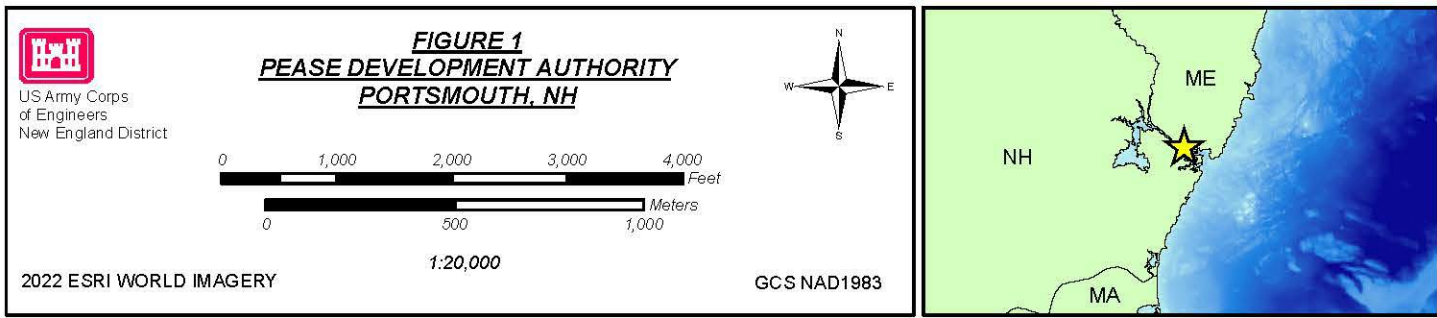 FIGURE 1
PEASE DEVELOPMENT AUTHORITY
PORTSMOUTH, NH
US Army Corps
of Engineers
New England District
N
W
E
S
0 1,000 2,000 3,000 4,000
Feet
Meters
0 500 1,000
1:20,000
2022 ESRI WORLD IMAGERY
GCS NAD1983
ME
NH
MA